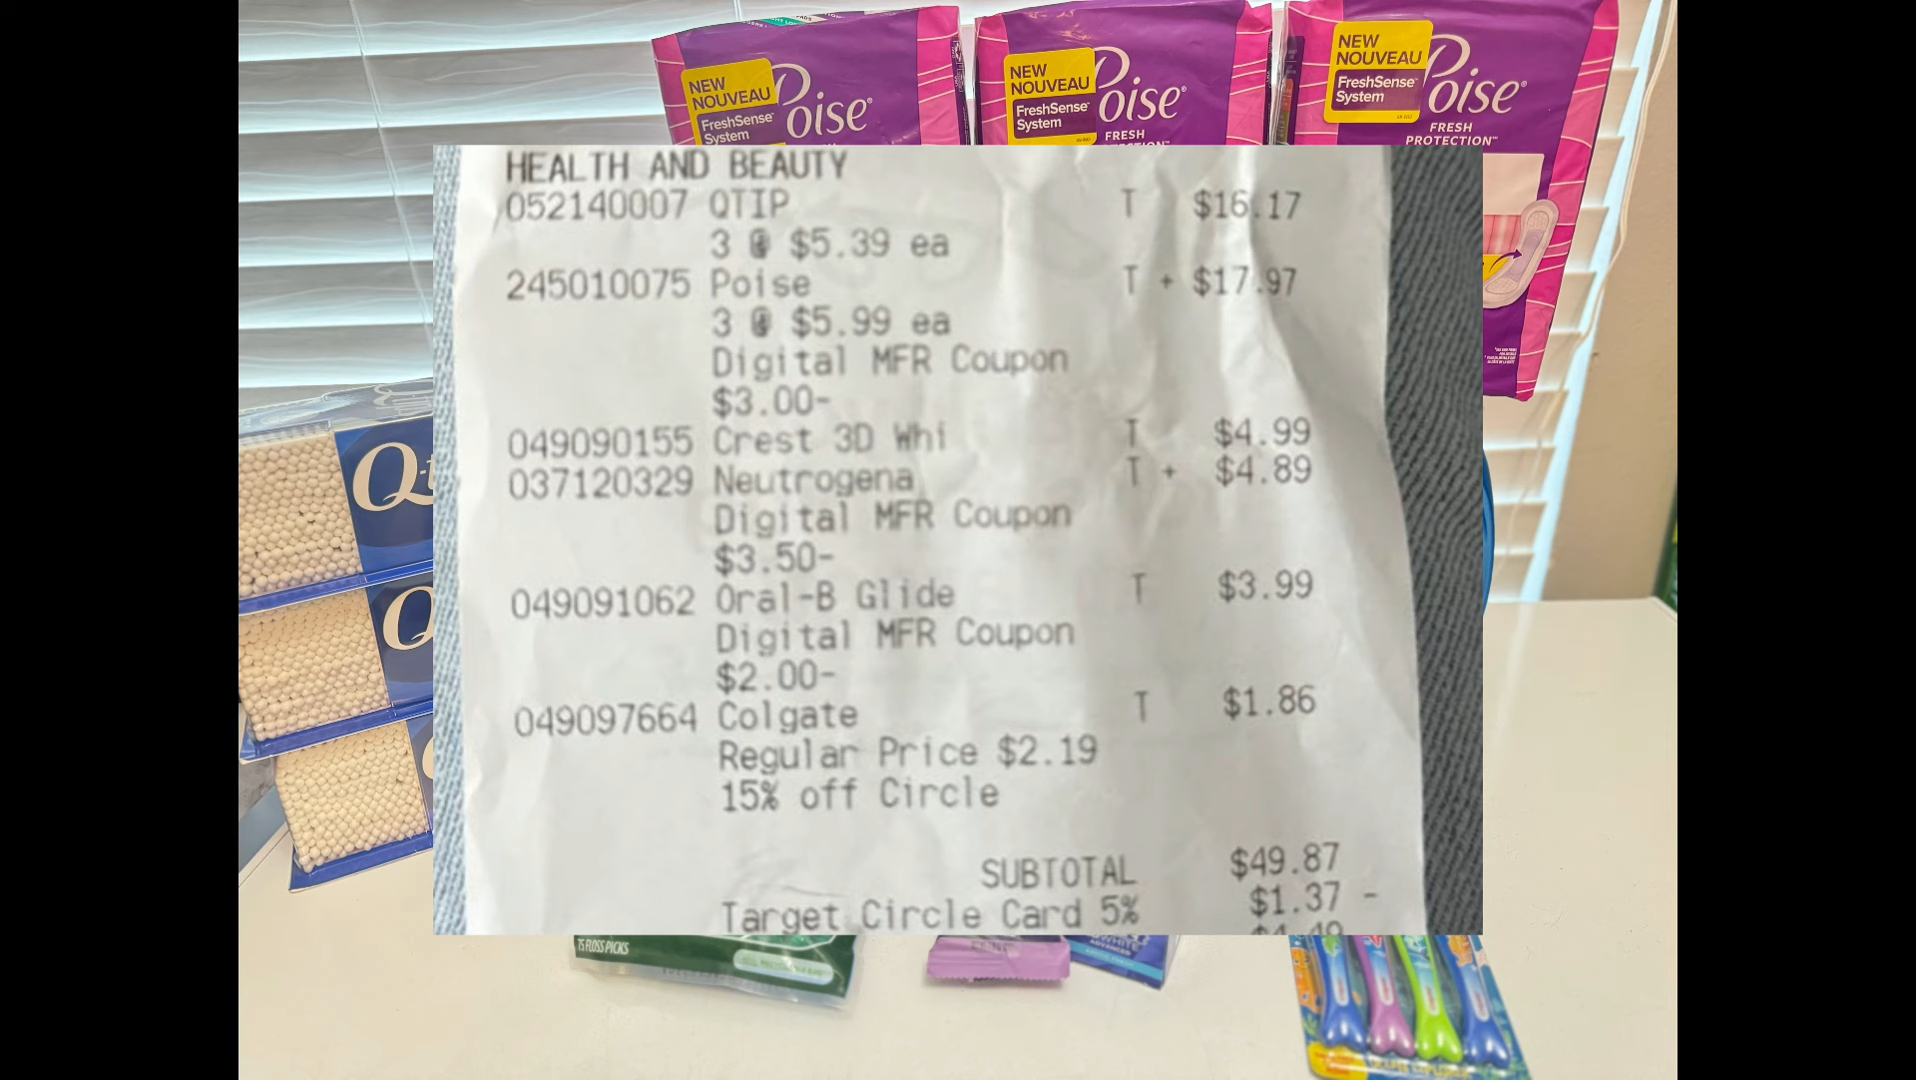 NEW
NOUVEAU
FreshSense
System
Poise®
NEW
NOUVEAU
FreshSense
System
Poise®
FRESH
NEW
NOUVEAU
FreshSense™
System
Poise®
FRESH
PROTECTION™
HEALTH AND BEAUTY
052140007 QTIP T $16.17
3 @ $5.39 ea
245010075 Poise T + $17.97
3 @ $5.99 ea
Digital MFR Coupon
$3.00-
049090155 Crest 3D Whi T $4.99
037120329 Neutrogena T + $4.89
Digital MFR Coupon
$3.50-
049091062 Oral-B Glide T $3.99
Digital MFR Coupon
$2.00-
049097664 Colgate T $1.86
Regular Price $2.19
15% off Circle
SUBTOTAL $49.87
Target Circle Card 5% $1.37 -
75 FLOSS PICKS